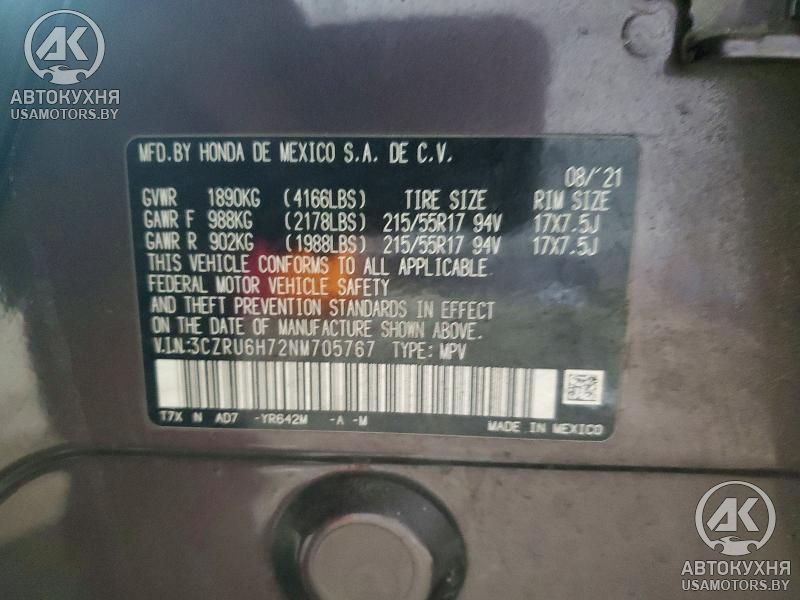 AK
АВТОКУХНЯ
USAMOTORS.BY
MFD.BY HONDA DE MEXICO S.A. DE C.V.
08/'21
GVWR 1890KG (4166LBS) TIRE SIZE RIM SIZE
GAWR F 988KG (2178LBS) 215/55R17 94V 17X7.5J
GAWR R 902KG (1988LBS) 215/55R17 94V 17X7.5J
THIS VEHICLE CONFORMS TO ALL APPLICABLE
FEDERAL MOTOR VEHICLE SAFETY
AND THEFT PREVENTION STANDARDS IN EFFECT
ON THE DATE OF MANUFACTURE SHOWN ABOVE.
V.I.N:3CZRU6H72NM705767 TYPE: MPV
T7X N AD7 -YR642M -A -M
MADE IN MEXICO
AK
АВТОКУХНЯ
USAMOTORS.BY